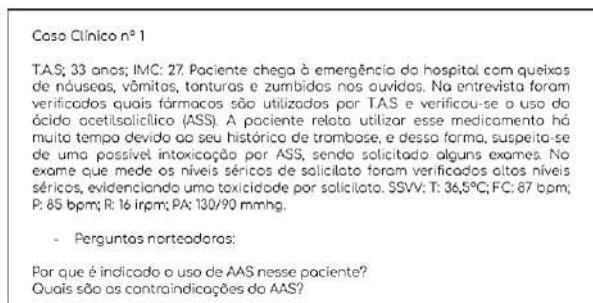 Caso Clínico nº 1
T.A.S; 33 anos; IMC: 27. Paciente chega à emergência do hospital com queixas
de náuseas, vômitos, tonturas e zumbidos nos ouvidos. Na entrevista foram
verificados quais fármacos são utilizados por T.A.S e verificou-se o uso do
ácido acetilsalicílico (ASS). A paciente relata utilizar esse medicamento há
muito tempo devido ao seu histórico de trombose, e dessa forma, suspeita-se
de uma possível intoxicação por ASS, sendo solicitado alguns exames. No
exame que mede os níveis séricos de salicilato foram verificados altos níveis
séricos, evidenciando uma toxicidade por salicilato. SSVV: T: 36,5ºC; FC: 87 bpm;
P: 85 bpm; R: 16 irpm; PA: 130/90 mmhg.
- Perguntas norteadoras:
Por que é indicado o uso de AAS nesse paciente?
Quais são as contraindicações do AAS?